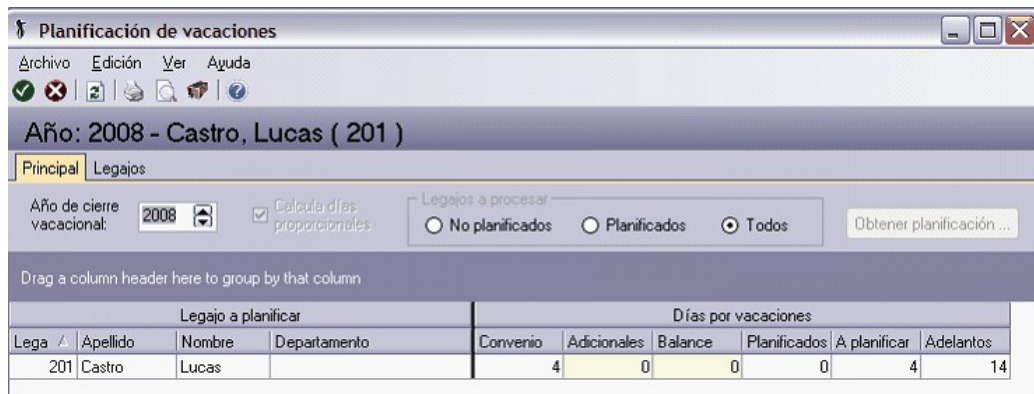 Planificación de vacaciones
Archivo Edición Ver Ayuda
Año: 2008 - Castro, Lucas ( 201 )
Principal Legajos
Año de cierre vacacional: 2008
Calcula días proporcionales
Legajos a procesar
No planificados Planificados Todos
Obtener planificación ...
Drag a column header here to group by that column
Legajo a planificar Días por vacaciones
Lega Apellido Nombre Departamento Convenio Adicionales Balance Planificados A planificar Adelantos
201 Castro Lucas 4 0 0 0 4 14